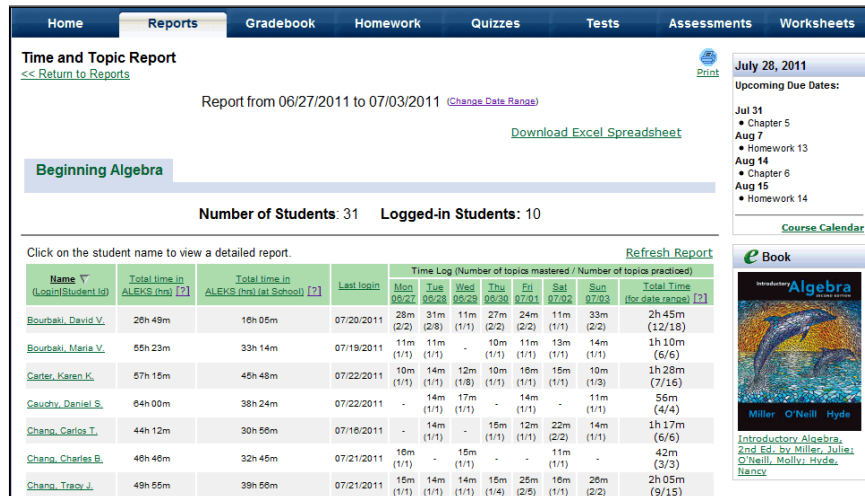 Home Reports Gradebook Homework Quizzes Tests Assessments Worksheets
Time and Topic Report
<< Return to Reports
Print
Report from 06/27/2011 to 07/03/2011 (Change Date Range)
Download Excel Spreadsheet
Beginning Algebra
Number of Students: 31 Logged-in Students: 10
Click on the student name to view a detailed report.
Refresh Report
Time Log (Number of topics mastered / Number of topics practiced)
Name (Login|Student Id) Total time in ALEKS (hrs) [?] Total time in ALEKS (hrs) (at School) [?] Last login Mon 06/27 Tue 06/28 Wed 06/29 Thu 06/30 Fri 07/01 Sat 07/02 Sun 07/03 Total Time (for date range) [?]
Bourbaki, David V. 26h 49m 16h 05m 07/20/2011 28m (2/2) 31m (2/8) 11m (1/1) 27m (2/2) 24m (2/2) 11m (1/1) 33m (2/2) 2h 45m (12/18)
Bourbaki, Maria V. 55h 23m 33h 14m 07/19/2011 11m (1/1) 11m (1/1) - 10m (1/1) 11m (1/1) 13m (1/1) 14m (1/1) 1h 10m (6/6)
Carter, Karen K. 57h 15m 45h 48m 07/22/2011 10m (1/1) 14m (1/1) 12m (1/8) 10m (1/1) 16m (1/1) 15m (1/1) 10m (1/3) 1h 28m (7/16)
Cauchy, Daniel S. 64h 00m 38h 24m 07/22/2011 - 14m (1/1) 17m (1/1) - 14m (1/1) - 11m (1/1) 56m (4/4)
Chang, Carlos T. 44h 12m 30h 56m 07/16/2011 - 14m (1/1) - 15m (1/1) 12m (1/1) 22m (2/2) 14m (1/1) 1h 17m (6/6)
Chang, Charles B. 46h 46m 32h 45m 07/21/2011 16m (1/1) - 15m (1/1) - - 11m (1/1) - 42m (3/3)
Chang, Tracy J. 49h 55m 39h 56m 07/21/2011 15m (1/1) 14m (1/1) 14m (1/1) 15m (1/4) 25m (2/5) 16m (1/1) 26m (2/2) 2h 05m (9/15)
July 28, 2011
Upcoming Due Dates:
Jul 31
• Chapter 5
Aug 7
• Homework 13
Aug 14
• Chapter 6
Aug 15
• Homework 14
Course Calendar
e Book
Introductory Algebra
SECOND EDITION
Miller O'Neill Hyde
Introductory Algebra,
2nd Ed. by Miller, Julie;
O'Neill, Molly; Hyde,
Nancy